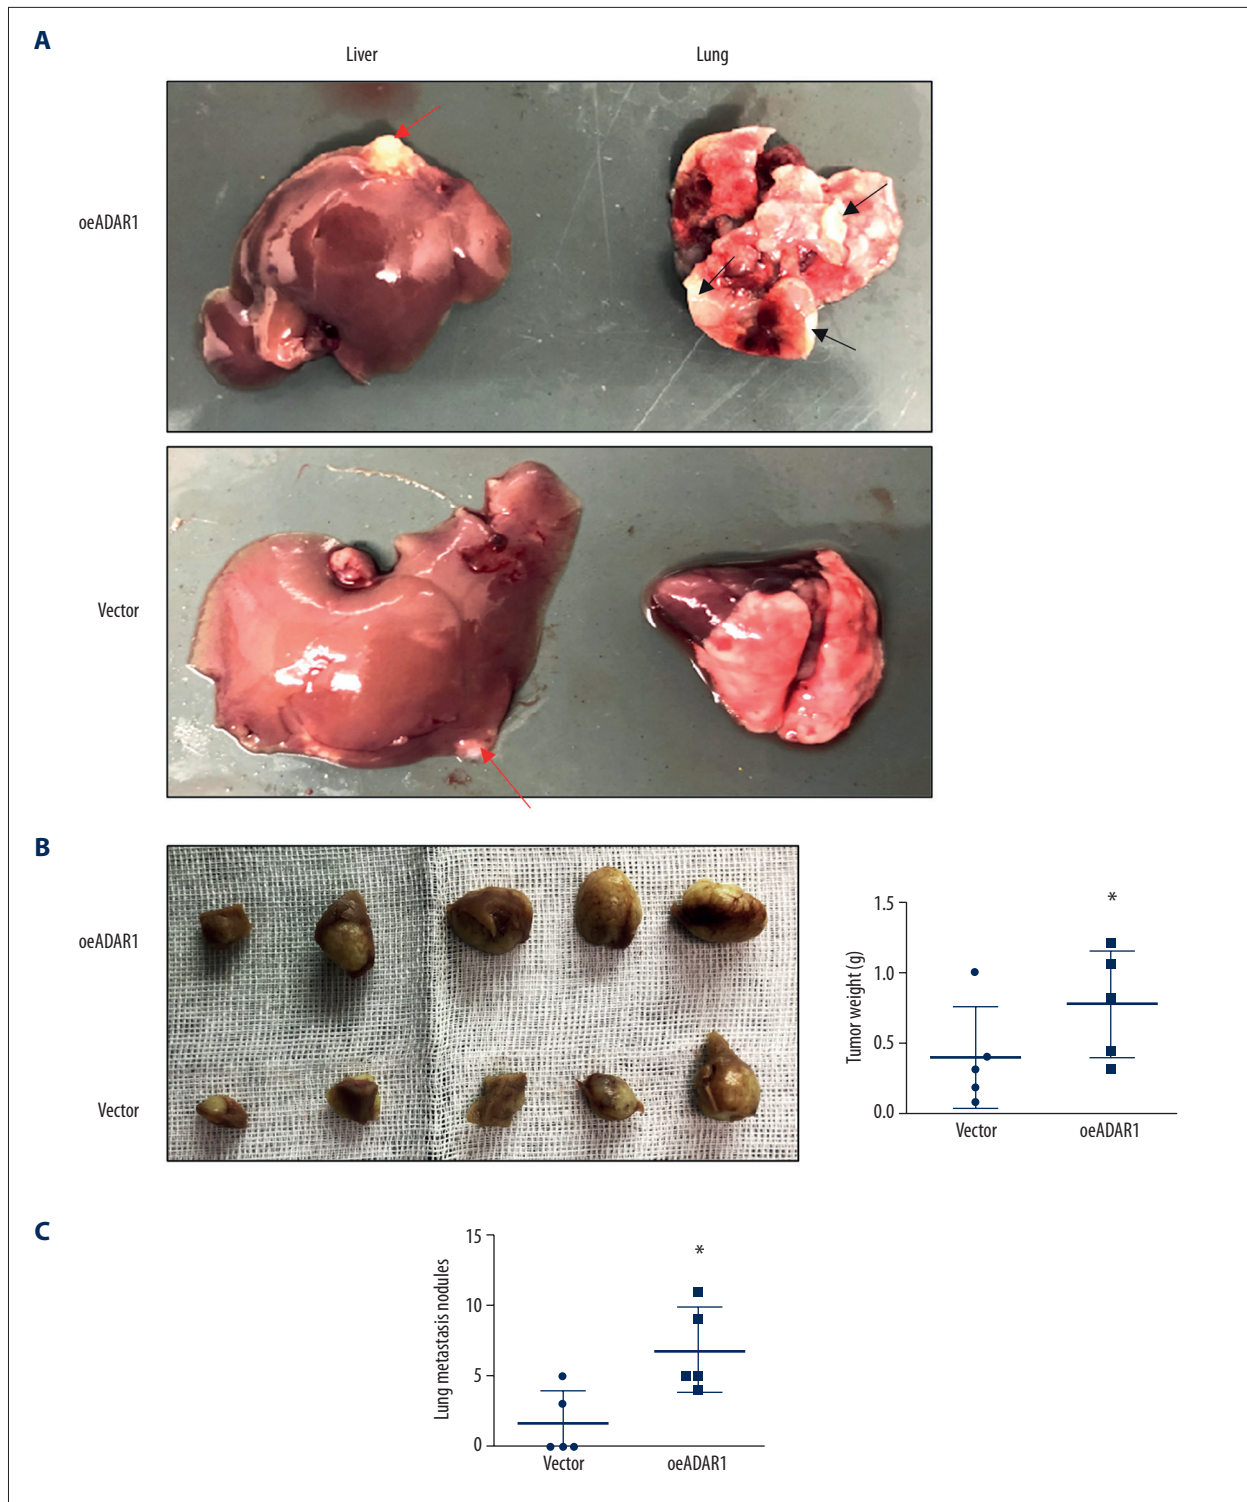 A
Liver Lung
oeADAR1
Vector
B
oeADAR1
Vector
Tumor weight (g)
1.5
1.0
0.5
0.0
*
Vector oeADAR1
C
Lung metastasis nodules
15
10
5
0
*
Vector oeADAR1